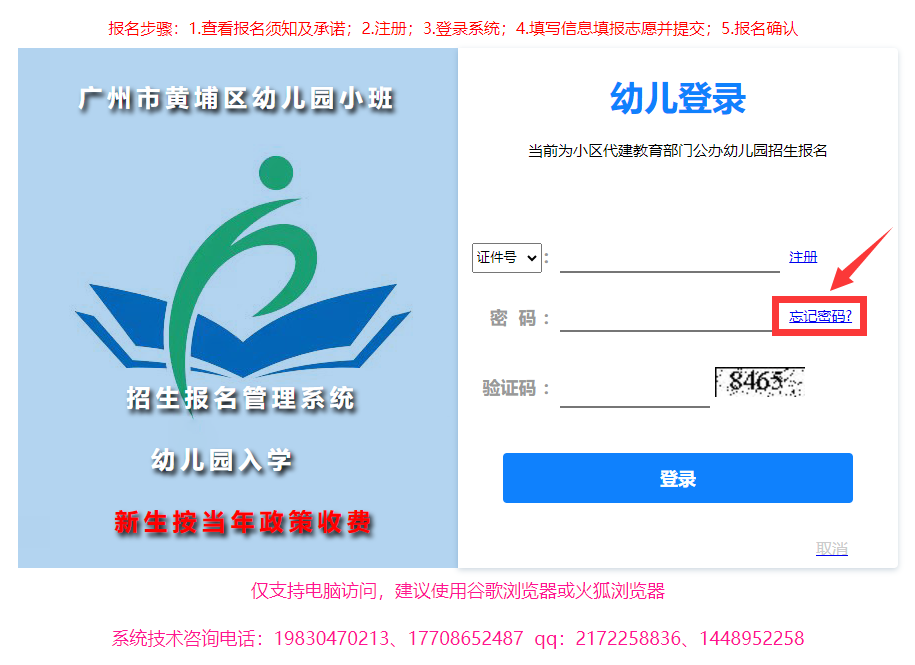 报名步骤：1.查看报名须知及承诺；2.注册；3.登录系统；4.填写信息填报志愿并提交；5.报名确认
广州市黄埔区幼儿园小班
招生报名管理系统
幼儿园入学
新生按当年政策收费
幼儿登录
当前为小区代建教育部门公办幼儿园招生报名
证件号 ： 注册
密 码： 忘记密码?
验证码： 8465
登录
取消
仅支持电脑访问，建议使用谷歌浏览器或火狐浏览器
系统技术咨询电话：19830470213、17708652487 qq：2172258836、1448952258